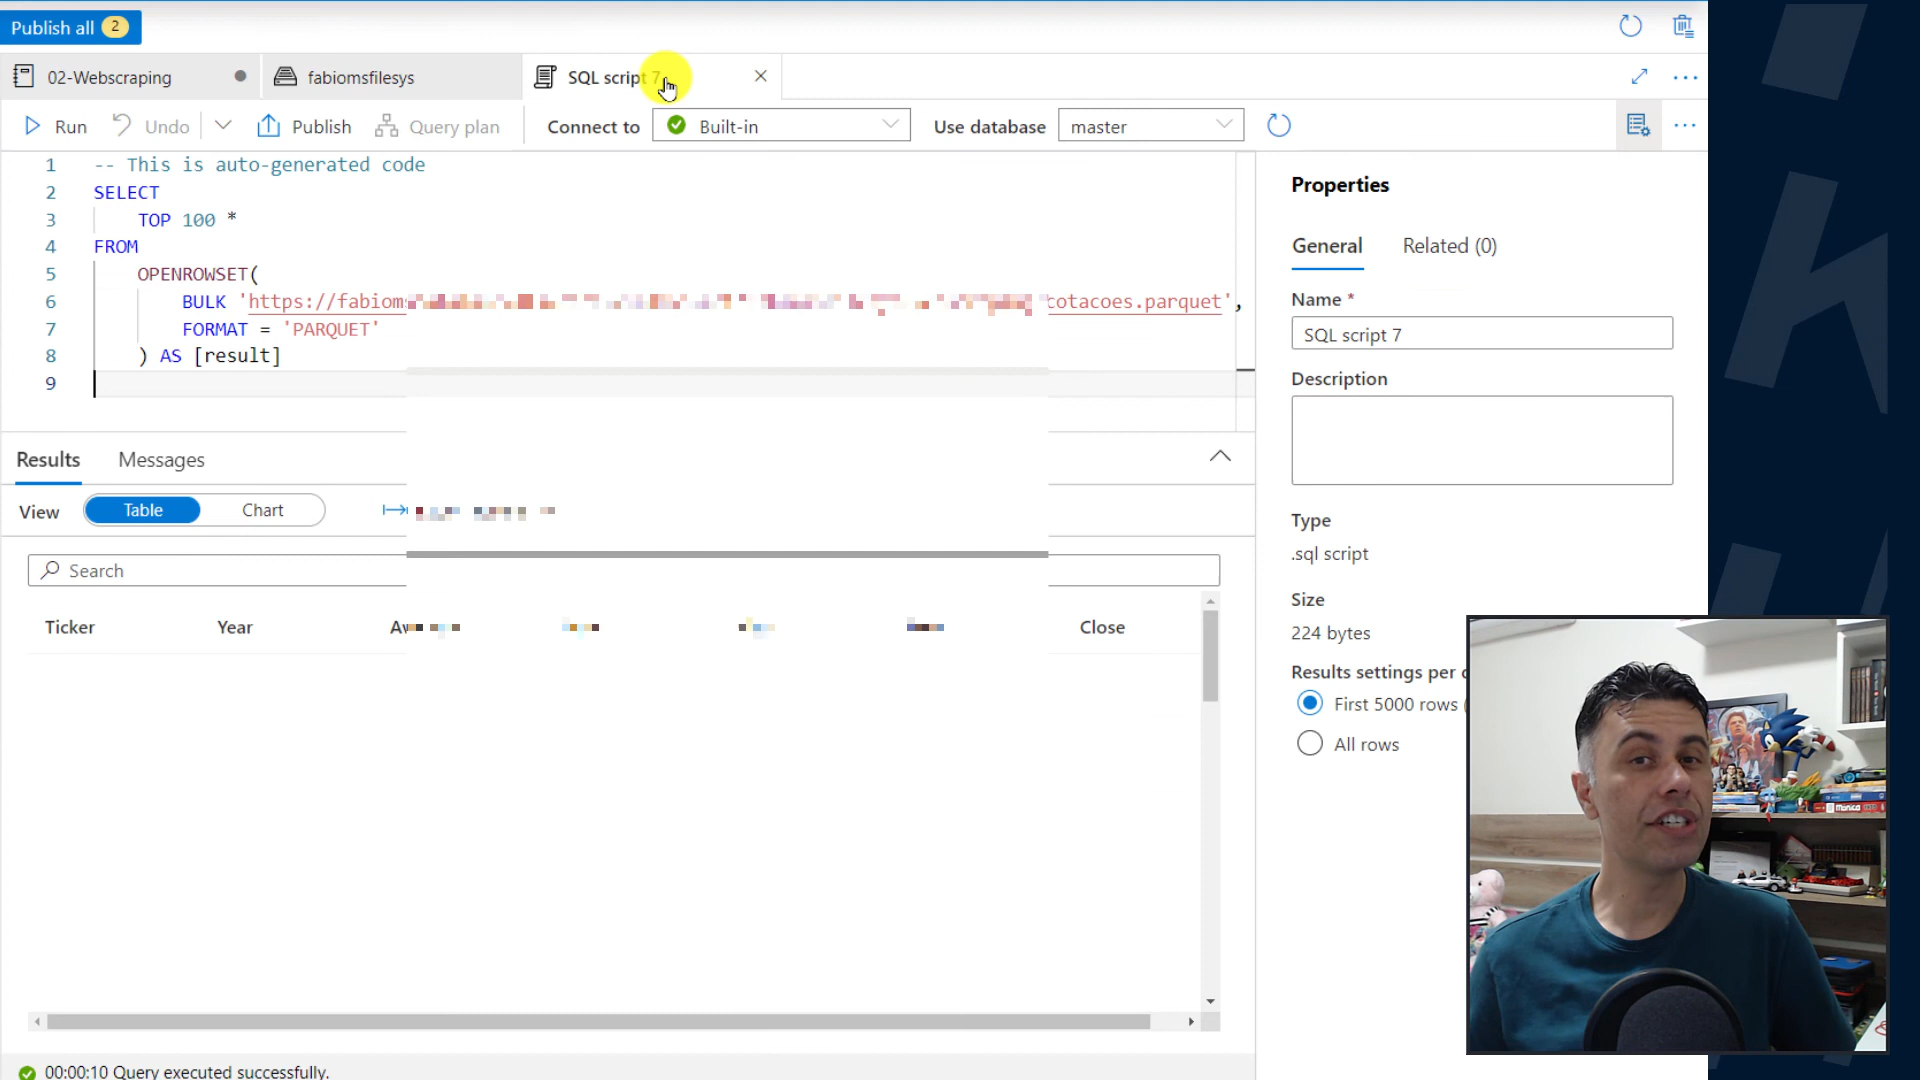 Publish all 2
02-Webscraping
fabiomsfilesys
SQL script 7
Run Undo Publish Query plan Connect to Built-in Use database master
1 -- This is auto-generated code
2 SELECT
3 TOP 100 *
4 FROM
5 OPENROWSET(
6 BULK 'https://fabioms cotacoes.parquet',
7 FORMAT = 'PARQUET'
8 ) AS [result]
9
Results Messages
View Table Chart
Search
Ticker Year Close
00:00:10 Query executed successfully.
Properties
General Related (0)
Name *
SQL script 7
Description
Type
.sql script
Size
224 bytes
Results settings per
First 5000 rows (
All rows